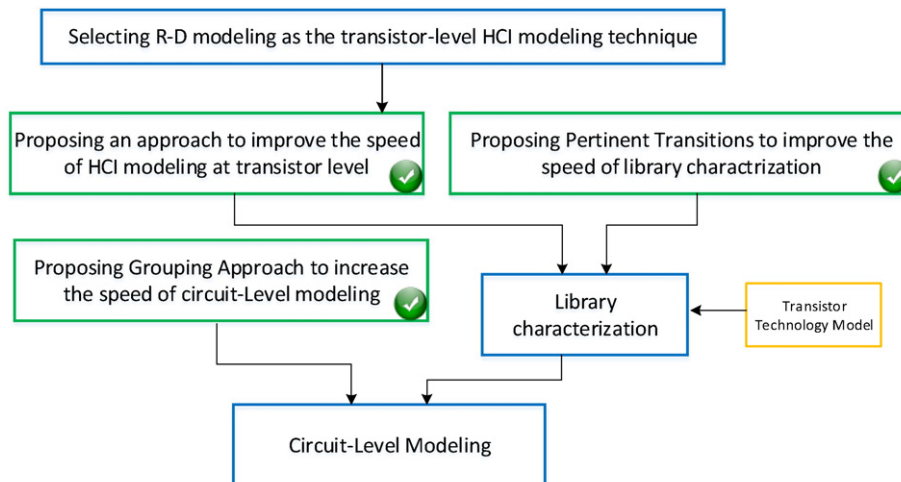 Selecting R-D modeling as the transistor-level HCI modeling technique
Proposing an approach to improve the speed
of HCI modeling at transistor level
Proposing Pertinent Transitions to improve the
speed of library charactrization
Proposing Grouping Approach to increase
the speed of circuit-Level modeling
Library
characterization
Transistor
Technology Model
Circuit-Level Modeling